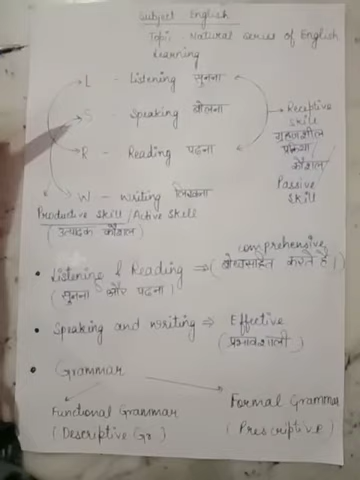 Subject English
Topic - Natural series of English
Learning
L - Listening सुनना
S - Speaking बोलना
R - Reading पढ़ना
W - Writing लिखना
Receptive
skill
ग्रहणशील
कौशल
Passive
skill
Productive skill / Active skill
(उत्पादक कौशल)
• Listening & Reading ⇒ comprehensive
(सुनना और पढ़ना) करते हैं
• Speaking and Writing ⇒ Effective
(प्रभावशाली)
• Grammar
Functional Grammar
(Descriptive Gr)
Formal Grammar
(Prescriptive)